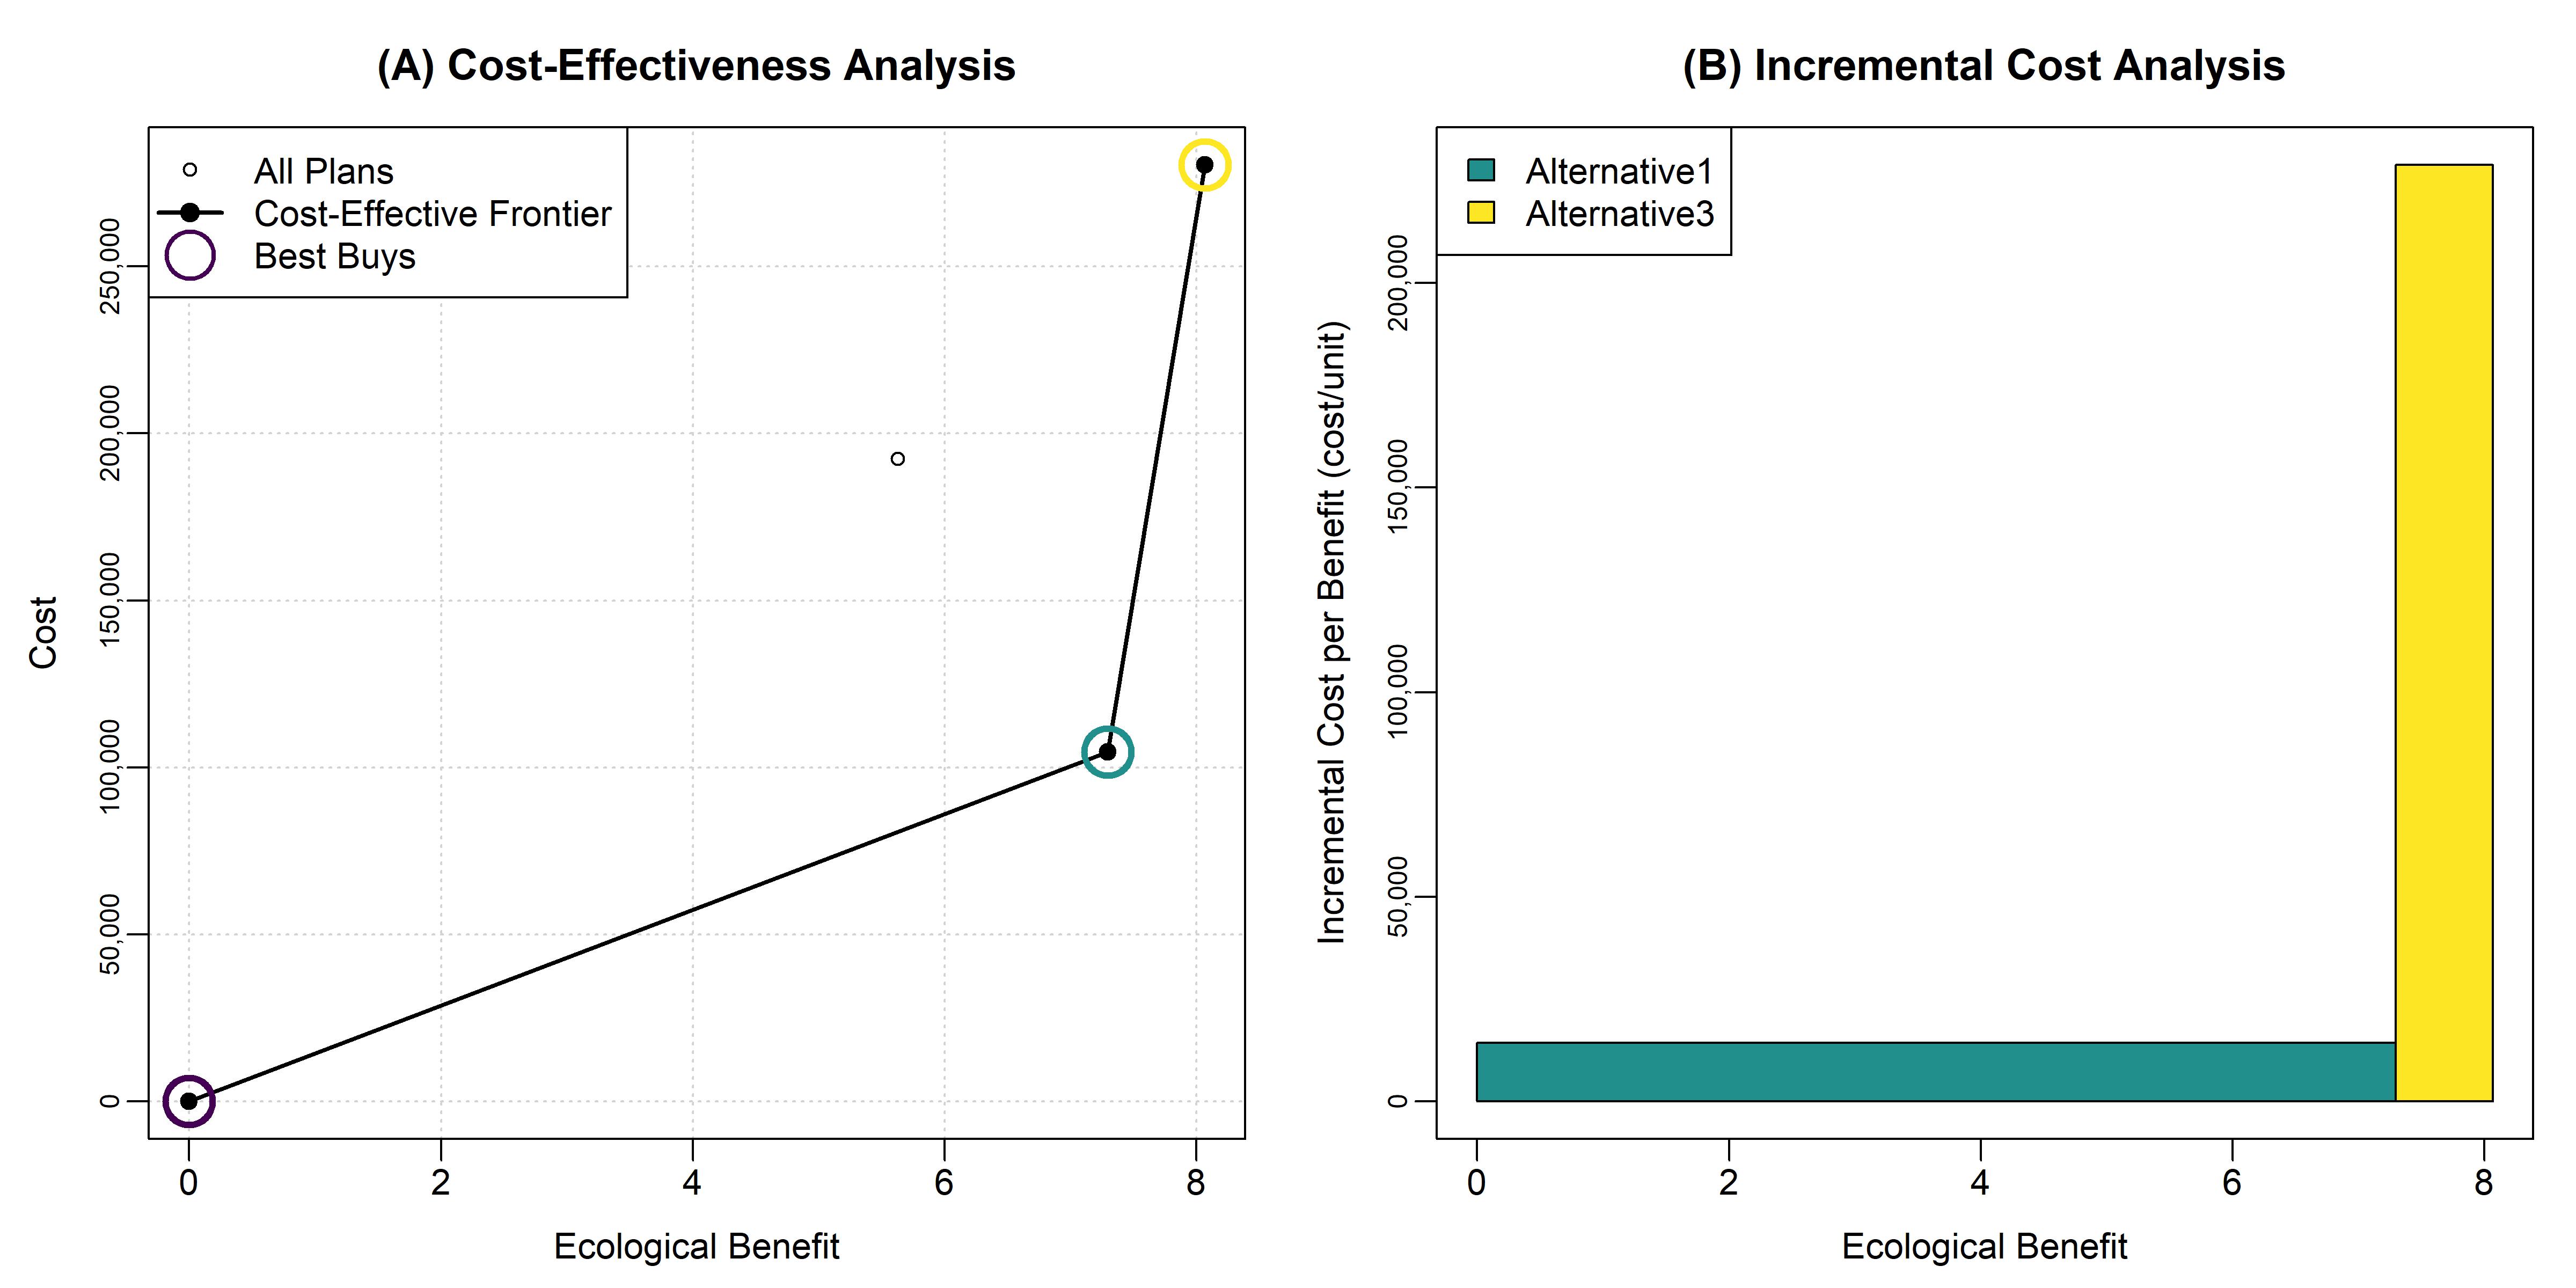 (A) Cost-Effectiveness Analysis
All Plans
Cost-Effective Frontier
Best Buys
Cost
250,000
200,000
150,000
100,000
50,000
0
0 2 4 6 8
Ecological Benefit
(B) Incremental Cost Analysis
Alternative1
Alternative3
Incremental Cost per Benefit (cost/unit)
200,000
150,000
100,000
50,000
0
0 2 4 6 8
Ecological Benefit